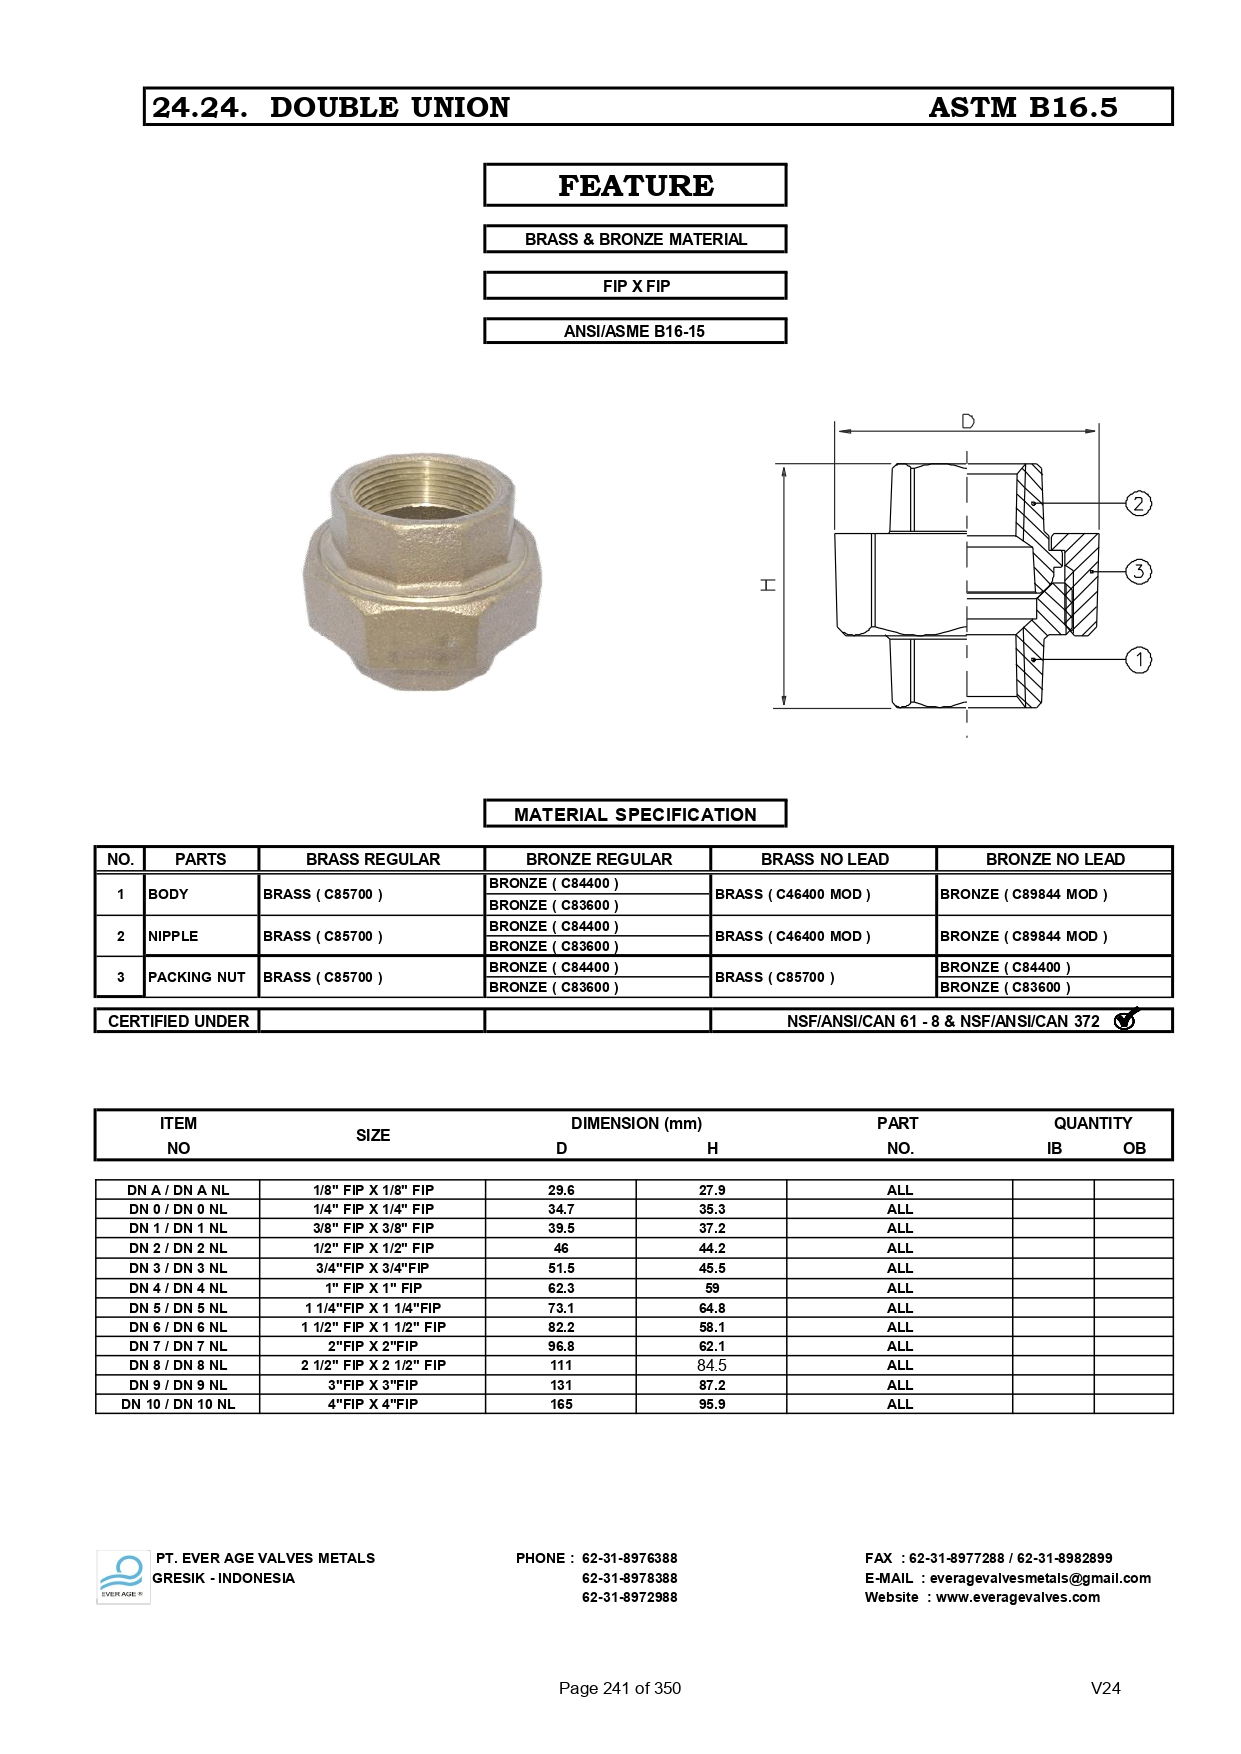 24.24. DOUBLE UNION ASTM B16.5
FEATURE
BRASS & BRONZE MATERIAL
FIP X FIP
ANSI/ASME B16-15
D
H
2
3
1
MATERIAL SPECIFICATION
NO. PARTS BRASS REGULAR BRONZE REGULAR BRASS NO LEAD BRONZE NO LEAD
1 BODY BRASS ( C85700 ) BRONZE ( C84400 ) BRASS ( C46400 MOD ) BRONZE ( C89844 MOD )
BRONZE ( C83600 )
2 NIPPLE BRASS ( C85700 ) BRONZE ( C84400 ) BRASS ( C46400 MOD ) BRONZE ( C89844 MOD )
BRONZE ( C83600 )
3 PACKING NUT BRASS ( C85700 ) BRONZE ( C84400 ) BRASS ( C85700 ) BRONZE ( C84400 )
BRONZE ( C83600 ) BRONZE ( C83600 )
CERTIFIED UNDER NSF/ANSI/CAN 61 - 8 & NSF/ANSI/CAN 372
ITEM SIZE DIMENSION (mm) PART QUANTITY
NO D H NO. IB OB
DN A / DN A NL 1/8" FIP X 1/8" FIP 29.6 27.9 ALL
DN 0 / DN 0 NL 1/4" FIP X 1/4" FIP 34.7 35.3 ALL
DN 1 / DN 1 NL 3/8" FIP X 3/8" FIP 39.5 37.2 ALL
DN 2 / DN 2 NL 1/2" FIP X 1/2" FIP 46 44.2 ALL
DN 3 / DN 3 NL 3/4"FIP X 3/4"FIP 51.5 45.5 ALL
DN 4 / DN 4 NL 1" FIP X 1" FIP 62.3 59 ALL
DN 5 / DN 5 NL 1 1/4"FIP X 1 1/4"FIP 73.1 64.8 ALL
DN 6 / DN 6 NL 1 1/2" FIP X 1 1/2" FIP 82.2 58.1 ALL
DN 7 / DN 7 NL 2"FIP X 2"FIP 96.8 62.1 ALL
DN 8 / DN 8 NL 2 1/2" FIP X 2 1/2" FIP 111 84.5 ALL
DN 9 / DN 9 NL 3"FIP X 3"FIP 131 87.2 ALL
DN 10 / DN 10 NL 4"FIP X 4"FIP 165 95.9 ALL
PT. EVER AGE VALVES METALS PHONE : 62-31-8976388 FAX : 62-31-8977288 / 62-31-8982899
GRESIK - INDONESIA 62-31-8978388 E-MAIL : everagevalvesmetals@gmail.com
EVER AGE ® 62-31-8972988 Website : www.everagevalves.com
Page 241 of 350 V24